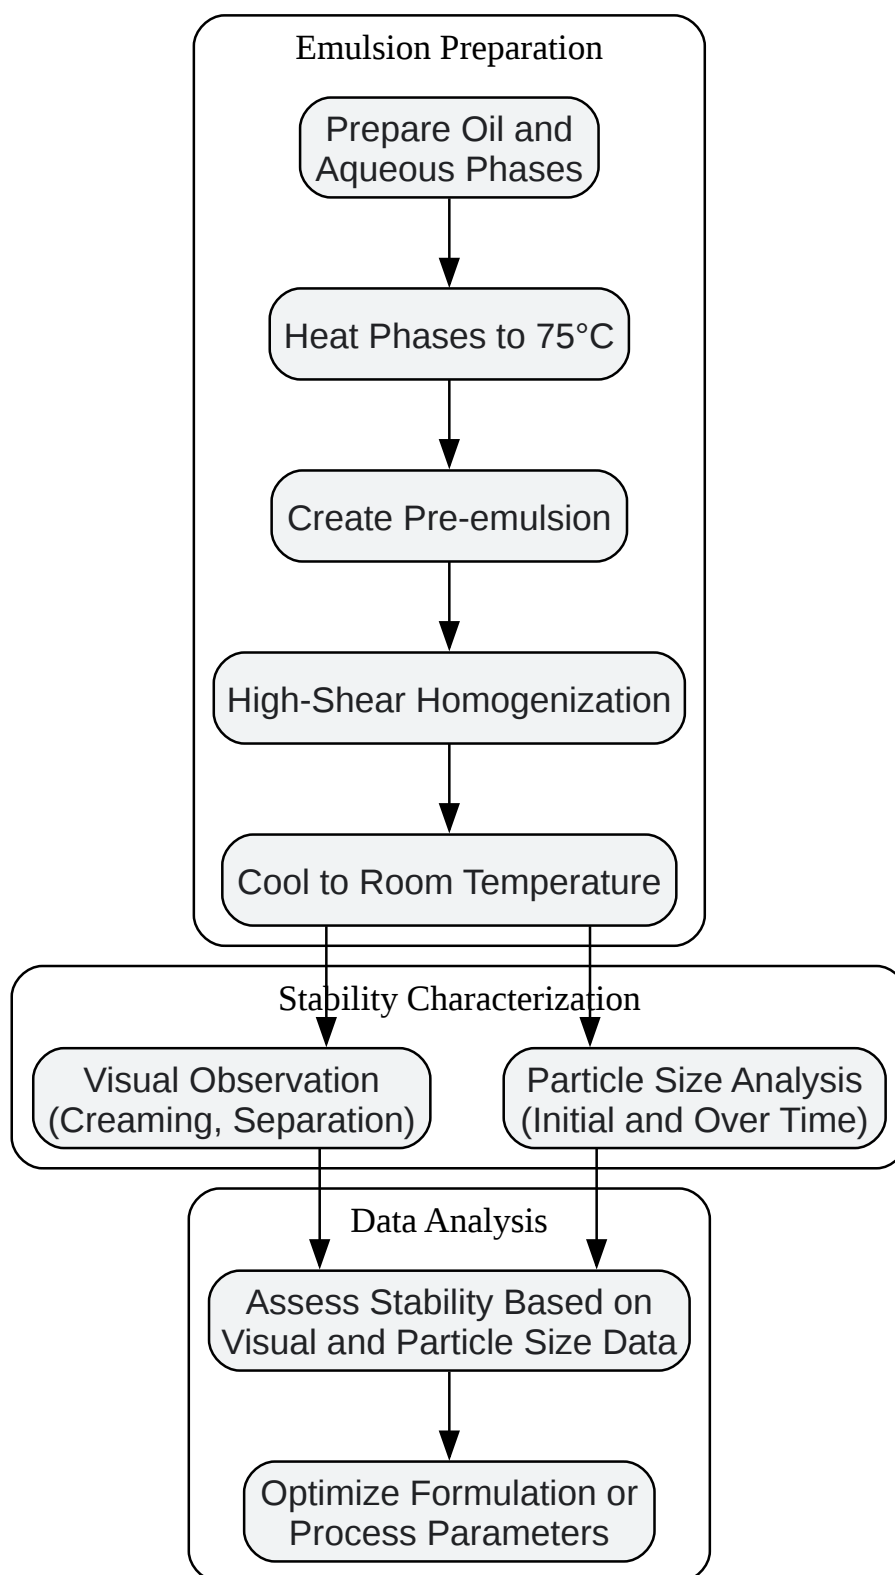 Emulsion Preparation
Prepare Oil and
Aqueous Phases
Heat Phases to 75°C
Create Pre-emulsion
High-Shear Homogenization
Cool to Room Temperature
Stability Characterization
Visual Observation
(Creaming, Separation)
Particle Size Analysis
(Initial and Over Time)
Data Analysis
Assess Stability Based on
Visual and Particle Size Data
Optimize Formulation or
Process Parameters